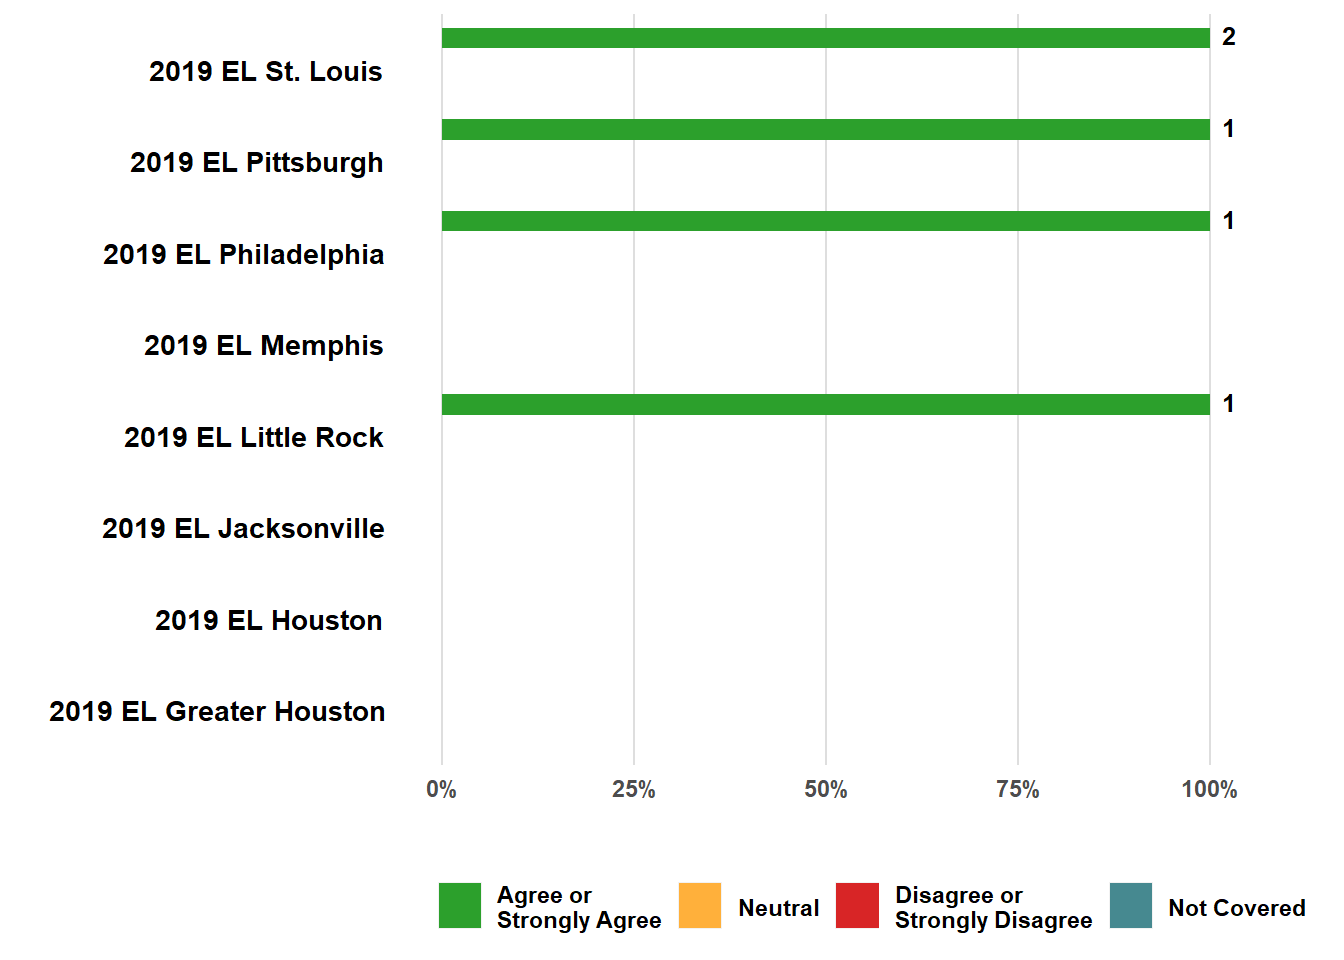 2
2019 EL St. Louis
1
2019 EL Pittsburgh
1
2019 EL Philadelphia
2019 EL Memphis
1
2019 EL Little Rock
2019 EL Jacksonville
2019 EL Houston
2019 EL Greater Houston
0% 25% 50% 75% 100%
Agree or
Strongly Agree
Neutral
Disagree or
Strongly Disagree
Not Covered